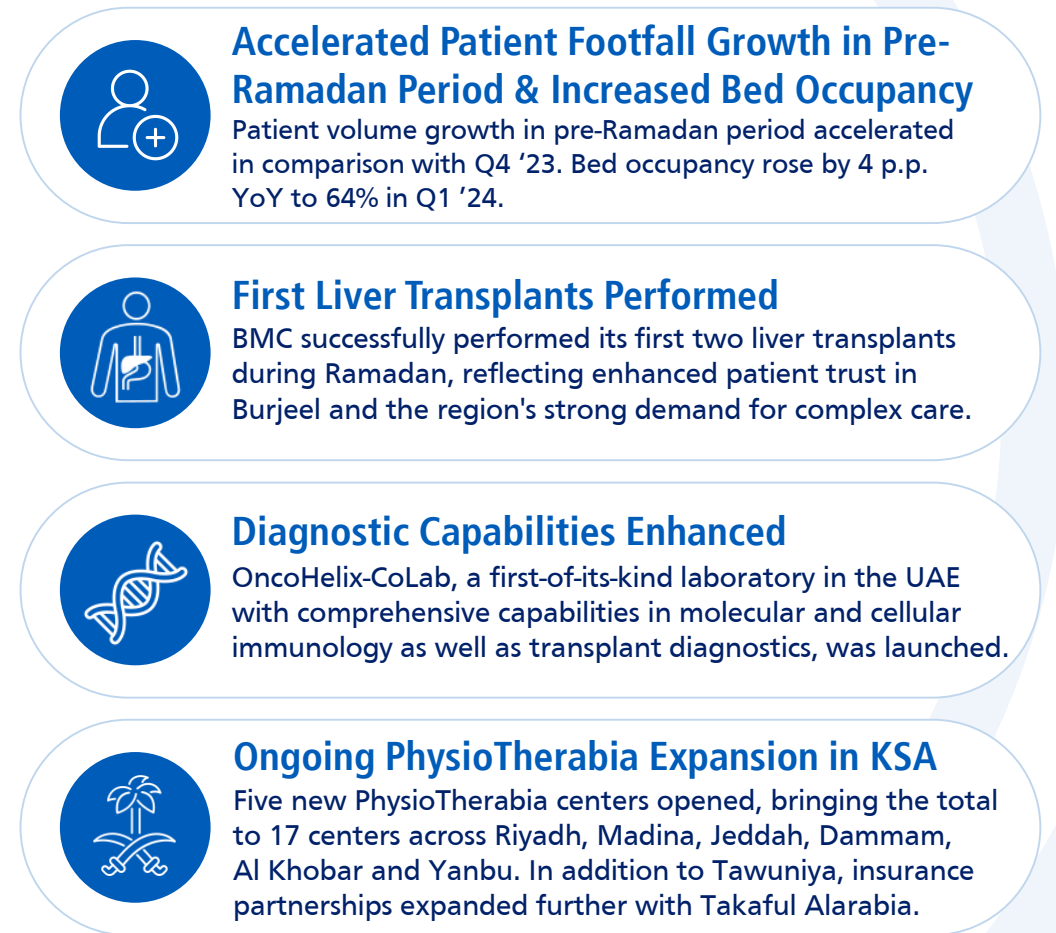 Accelerated Patient Footfall Growth in Pre-
Ramadan Period & Increased Bed Occupancy
Patient volume growth in pre-Ramadan period accelerated
in comparison with Q4 ‘23. Bed occupancy rose by 4 p.p.
YoY to 64% in Q1 ’24.
First Liver Transplants Performed
BMC successfully performed its first two liver transplants
during Ramadan, reflecting enhanced patient trust in
Burjeel and the region's strong demand for complex care.
Diagnostic Capabilities Enhanced
OncoHelix-CoLab, a first-of-its-kind laboratory in the UAE
with comprehensive capabilities in molecular and cellular
immunology as well as transplant diagnostics, was launched.
Ongoing PhysioTherabia Expansion in KSA
Five new PhysioTherabia centers opened, bringing the total
to 17 centers across Riyadh, Madina, Jeddah, Dammam,
Al Khobar and Yanbu. In addition to Tawuniya, insurance
partnerships expanded further with Takaful Alarabia.